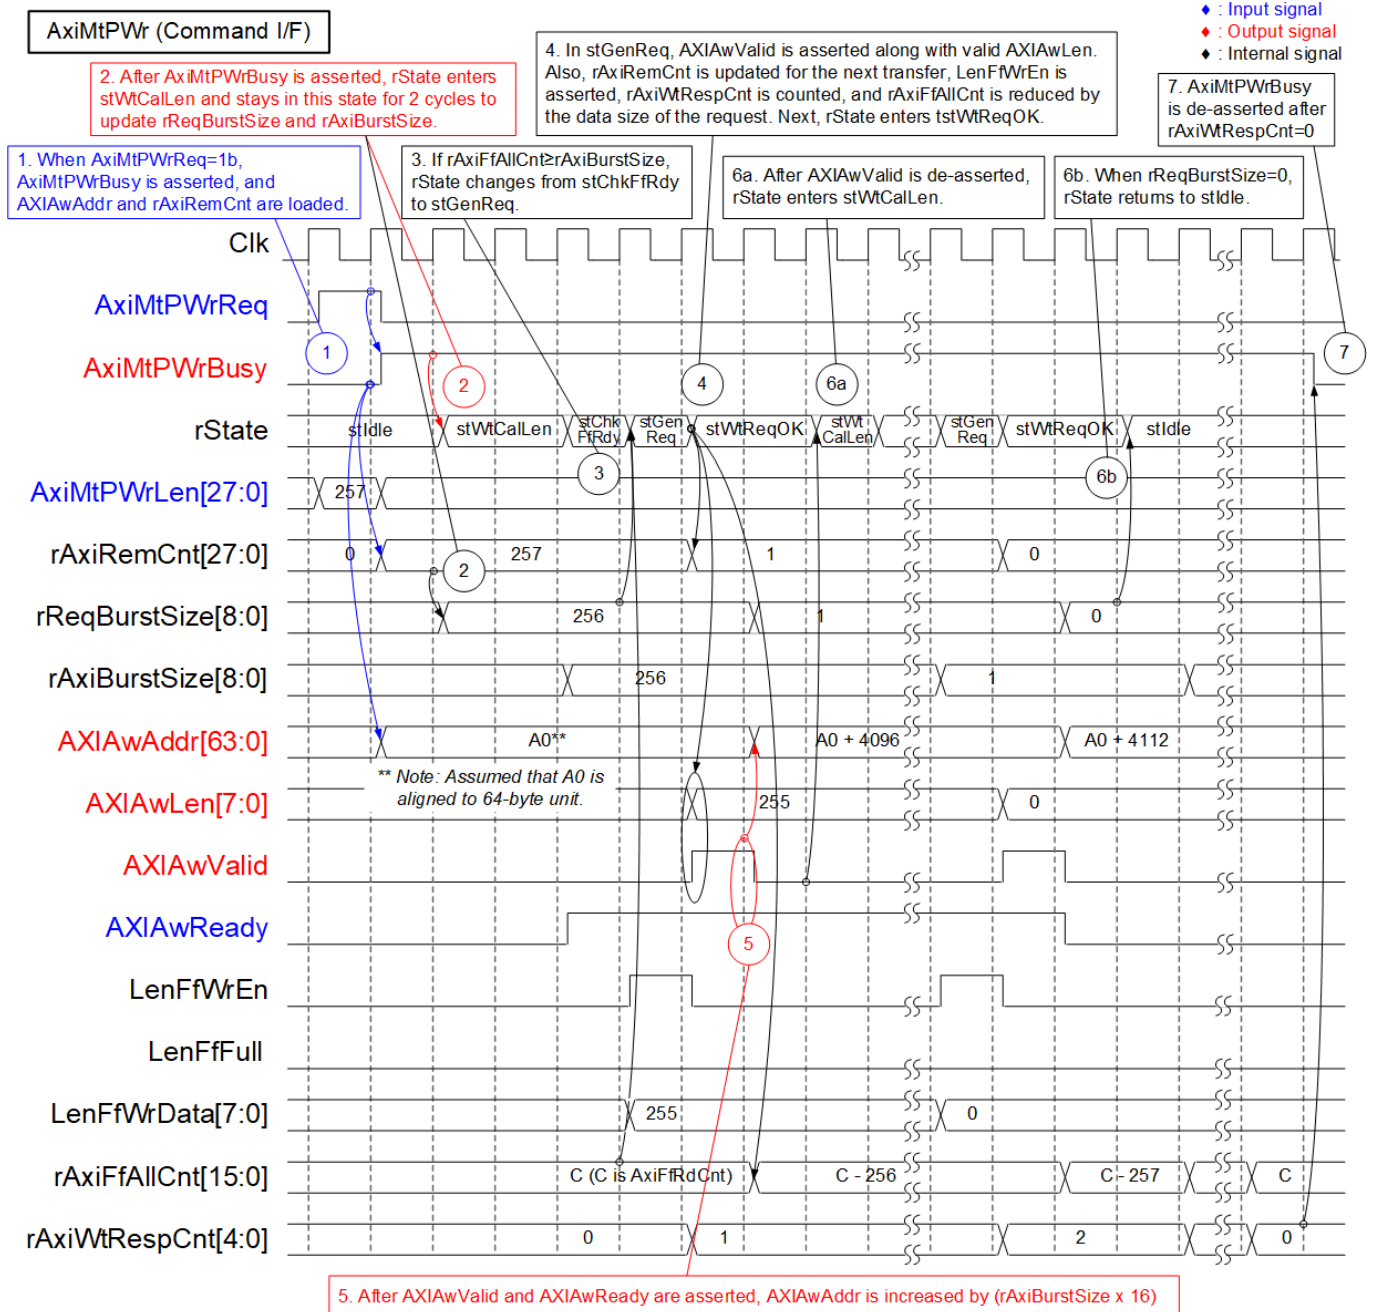 AxiMtPWr (Command I/F)
♦ : Input signal
♦ : Output signal
♦ : Internal signal
2. After AxiMtPWrBusy is asserted, rState enters
stWtCalLen and stays in this state for 2 cycles to
update rReqBurstSize and rAxiBurstSize.
4. In stGenReq, AXIAwValid is asserted along with valid AXIAwLen.
Also, rAxiRemCnt is updated for the next transfer, LenFfWrEn is
asserted, rAxiWtRespCnt is counted, and rAxiFfAllCnt is reduced by
the data size of the request. Next, rState enters tstWtReqOK.
7. AxiMtPWrBusy
is de-asserted after
rAxiWtRespCnt=0
1. When AxiMtPWrReq=1b,
AxiMtPWrBusy is asserted, and
AXIAwAddr and rAxiRemCnt are loaded.
3. If rAxiFfAllCnt≥rAxiBurstSize,
rState changes from stChkFfRdy
to stGenReq.
6a. After AXIAwValid is de-asserted,
rState enters stWtCalLen.
6b. When rReqBurstSize=0,
rState returns to stIdle.
Clk
AxiMtPWrReq
AxiMtPWrBusy
1
2
4
6a
7
rState
stIdle
stWtCalLen
stChk
FfRdy
stGen
Req
stWtReqOK
stWt
CalLen
stGen
Req
stWtReqOK
stIdle
3
6b
AxiMtPWrLen[27:0]
257
rAxiRemCnt[27:0]
0
257
1
0
2
rReqBurstSize[8:0]
256
1
0
rAxiBurstSize[8:0]
256
1
AXIAwAddr[63:0]
A0**
A0 + 4096
A0 + 4112
** Note: Assumed that A0 is
aligned to 64-byte unit.
AXIAwLen[7:0]
255
0
AXIAwValid
AXIAwReady
5
LenFfWrEn
LenFfFull
LenFfWrData[7:0]
255
0
rAxiFfAllCnt[15:0]
C (C is AxiFfRdCnt)
C - 256
C - 257
C
rAxiWtRespCnt[4:0]
0
1
2
0
5. After AXIAwValid and AXIAwReady are asserted, AXIAwAddr is increased by (rAxiBurstSize x 16)